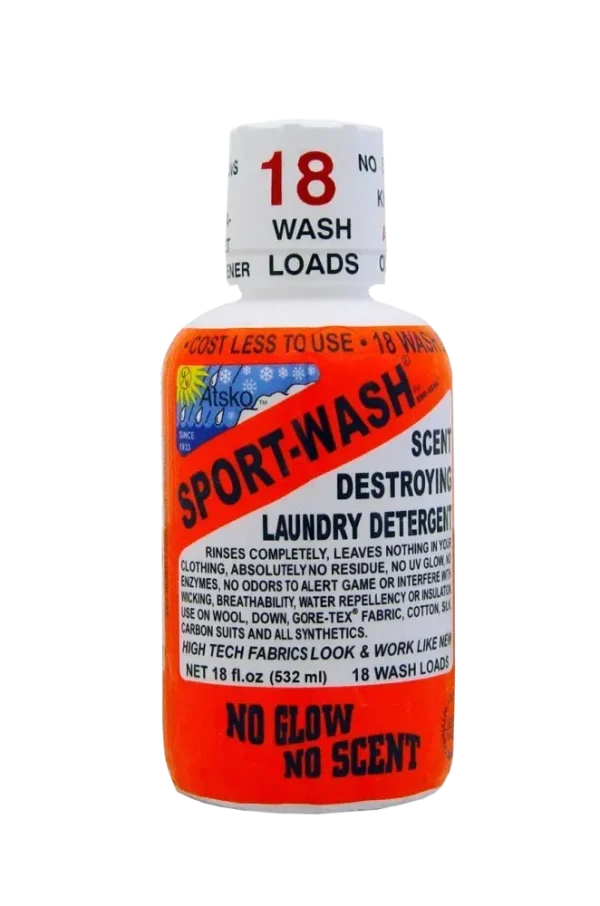 18
WASH
LOADS
NO
•COST LESS TO USE • 18 WASH
Atsko™
SINCE
SPORT-WASH®
SCENT
DESTROYING
LAUNDRY DETERGENT
RINSES COMPLETELY, LEAVES NOTHING IN YOUR
CLOTHING, ABSOLUTELY NO RESIDUE, NO UV GLOW, NO
ENZYMES, NO ODORS TO ALERT GAME OR INTERFERE WITH
WICKING, BREATHABILITY, WATER REPELLENCY OR INSULATION
USE ON WOOL, DOWN, GORE-TEX® FABRIC, COTTON, SILK,
CARBON SUITS AND ALL SYNTHETICS.
HIGH TECH FABRICS LOOK & WORK LIKE NEW
NET 18 fl.oz (532 ml) 18 WASH LOADS
NO GLOW
NO SCENT